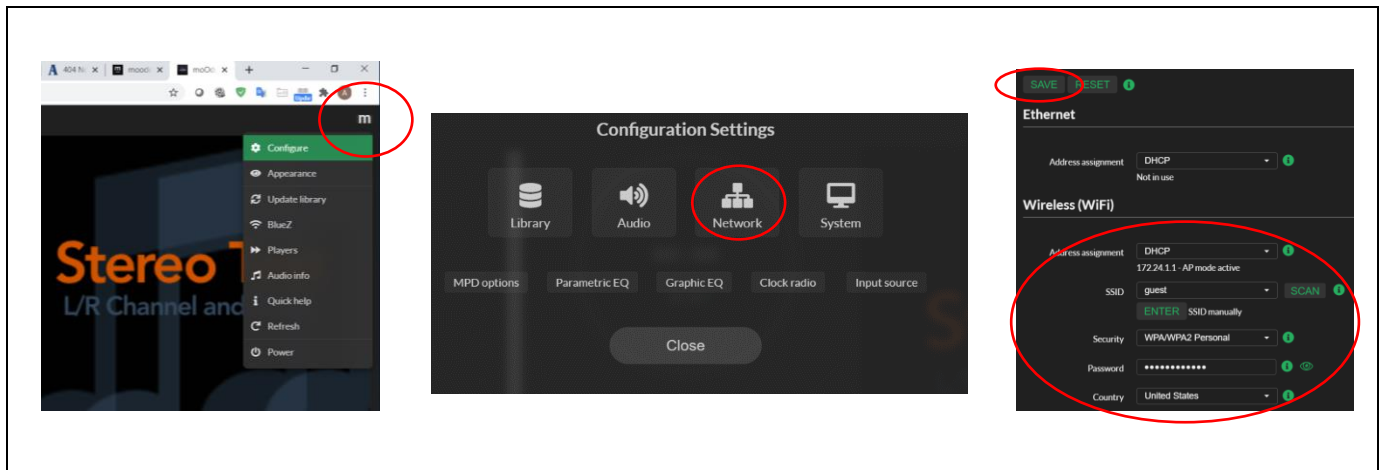 404 N
mood
moOd
Update
A
m
Configure
Appearance
Update library
BlueZ
Players
Audio info
Quick help
Refresh
Power
Stereo T
L/R Channel and
Configuration Settings
Library Audio Network System
MPD options Parametric EQ Graphic EQ Clock radio Input source
Close
SAVE RESET
Ethernet
Address assignment DHCP
Not in use
Wireless (WiFi)
Address assignment DHCP
172.24.1.1 - AP mode active
SSID guest SCAN
ENTER SSID manually
Security WPA/WPA2 Personal
Password ••••••••••••
Country United States